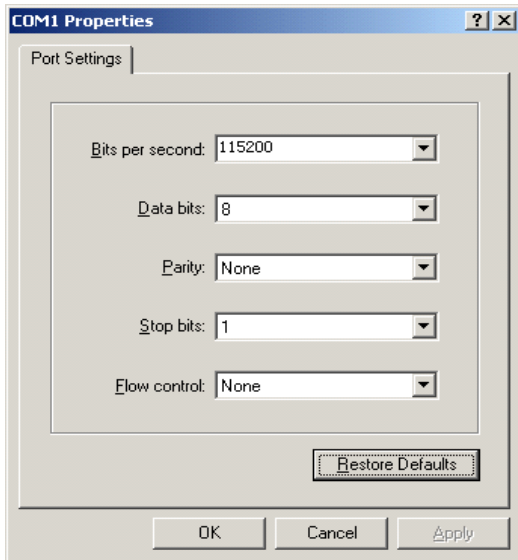 COM1 Properties
Port Settings
Bits per second: 115200
Data bits: 8
Parity: None
Stop bits: 1
Flow control: None
Restore Defaults
OK Cancel Apply